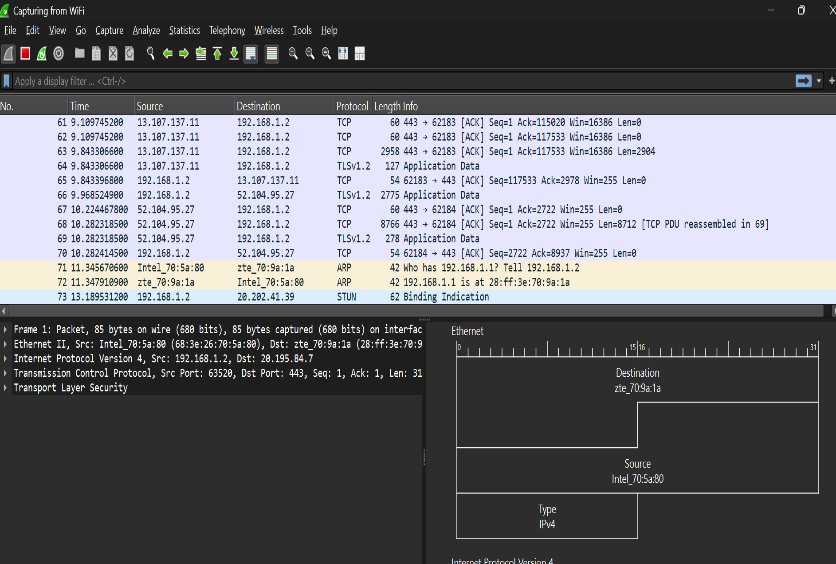 Capturing from WiFi
File Edit View Go Capture Analyze Statistics Telephony Wireless Tools Help
Apply a display filter ... <Ctrl-/>
No. Time Source Destination Protocol Length Info
61 9.109745200 13.107.137.11 192.168.1.2 TCP 60 443 → 62183 [ACK] Seq=1 Ack=115020 Win=16386 Len=0
62 9.109745200 13.107.137.11 192.168.1.2 TCP 60 443 → 62183 [ACK] Seq=1 Ack=117533 Win=16386 Len=0
63 9.843306600 13.107.137.11 192.168.1.2 TCP 2958 443 → 62183 [ACK] Seq=1 Ack=117533 Win=16386 Len=2904
64 9.843306600 13.107.137.11 192.168.1.2 TLSv1.2 127 Application Data
65 9.843396800 192.168.1.2 13.107.137.11 TCP 54 62183 → 443 [ACK] Seq=117533 Ack=2978 Win=255 Len=0
66 9.968524900 192.168.1.2 52.104.95.27 TLSv1.2 2775 Application Data
67 10.224467800 52.104.95.27 192.168.1.2 TCP 60 443 → 62184 [ACK] Seq=1 Ack=2722 Win=255 Len=0
68 10.282318500 52.104.95.27 192.168.1.2 TCP 8766 443 → 62184 [ACK] Seq=1 Ack=2722 Win=255 Len=8712 [TCP PDU reassembled in 69]
69 10.282318500 52.104.95.27 192.168.1.2 TLSv1.2 278 Application Data
70 10.282414500 192.168.1.2 52.104.95.27 TCP 54 62184 → 443 [ACK] Seq=2722 Ack=8937 Win=255 Len=0
71 11.345670600 Intel_70:5a:80 zte_70:9a:1a ARP 42 Who has 192.168.1.1? Tell 192.168.1.2
72 11.347910900 zte_70:9a:1a Intel_70:5a:80 ARP 42 192.168.1.1 is at 28:ff:3e:70:9a:1a
73 13.189531200 192.168.1.2 20.202.41.39 STUN 62 Binding Indication
Frame 1: Packet, 85 bytes on wire (680 bits), 85 bytes captured (680 bits) on interfac
Ethernet II, Src: Intel_70:5a:80 (68:3e:26:70:5a:80), Dst: zte_70:9a:1a (28:ff:3e:70:9
Internet Protocol Version 4, Src: 192.168.1.2, Dst: 20.195.84.7
Transmission Control Protocol, Src Port: 63520, Dst Port: 443, Seq: 1, Ack: 1, Len: 31
Transport Layer Security
Ethernet
0 15 16 31
Destination
zte_70:9a:1a
Source
Intel_70:5a:80
Type
IPv4
Internet Protocol Version 4